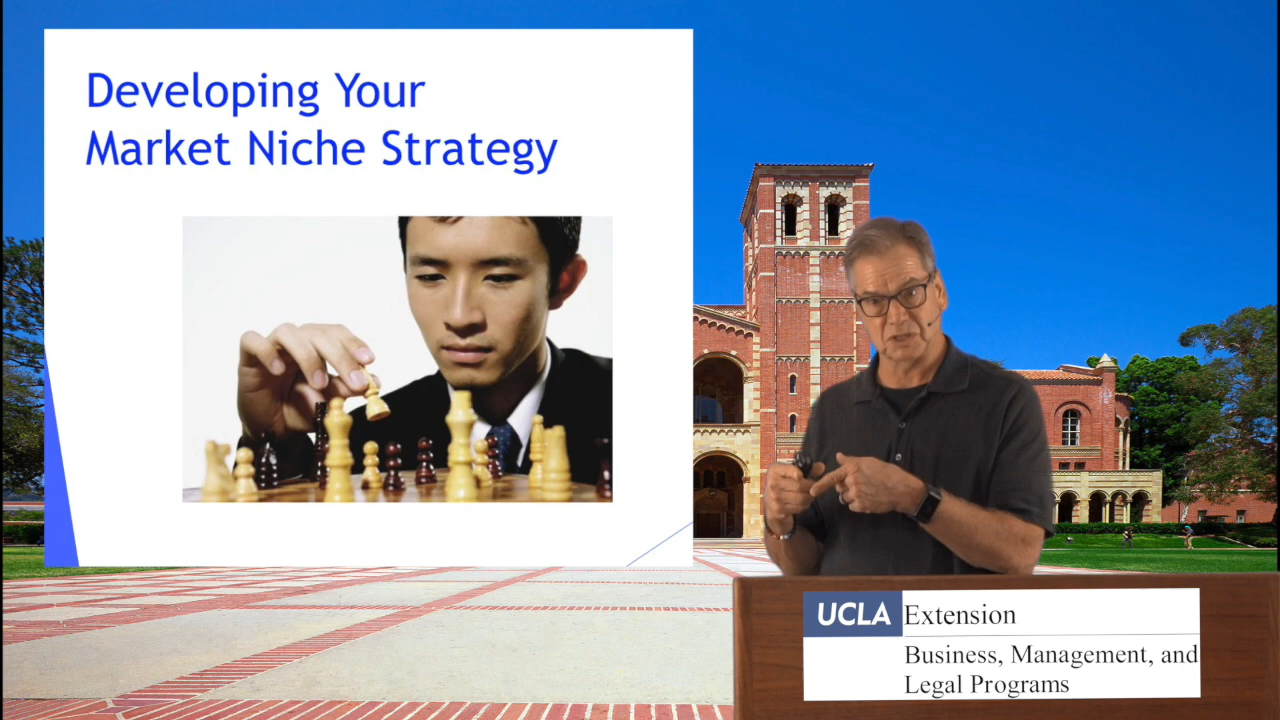 Developing Your
Market Niche Strategy
UCLA Extension
Business, Management, and
Legal Programs